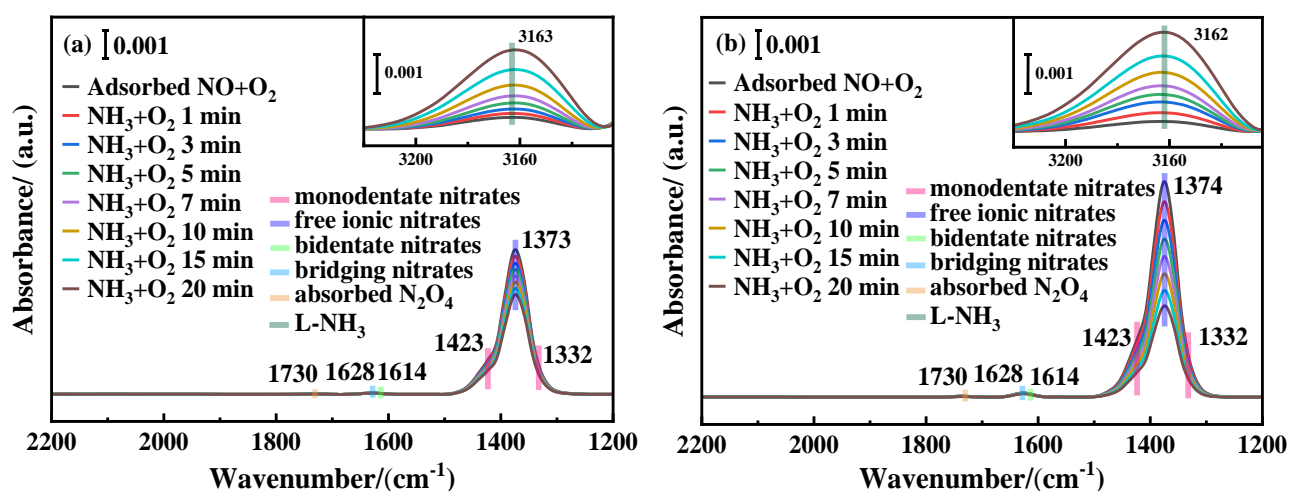 (a) 0.001
Adsorbed NO+O₂
NH₃+O₂ 1 min
NH₃+O₂ 3 min
NH₃+O₂ 5 min
NH₃+O₂ 7 min
NH₃+O₂ 10 min
NH₃+O₂ 15 min
NH₃+O₂ 20 min
3163
0.001
3200 3160
monodentate nitrates
free ionic nitrates
bidentate nitrates
bridging nitrates
absorbed N₂O₄
L-NH₃
1373
1423
1332
1730 1628 1614
2200 2000 1800 1600 1400 1200
Wavenumber/(cm⁻¹)
Absorbance/ (a.u.)
(b) 0.001
Adsorbed NO+O₂
NH₃+O₂ 1 min
NH₃+O₂ 3 min
NH₃+O₂ 5 min
NH₃+O₂ 7 min
NH₃+O₂ 10 min
NH₃+O₂ 15 min
NH₃+O₂ 20 min
3162
0.001
3200 3160
monodentate nitrates
free ionic nitrates
bidentate nitrates
bridging nitrates
absorbed N₂O₄
L-NH₃
1374
1423
1332
1730 1628 1614
2200 2000 1800 1600 1400 1200
Wavenumber/(cm⁻¹)
Absorbance/ (a.u.)